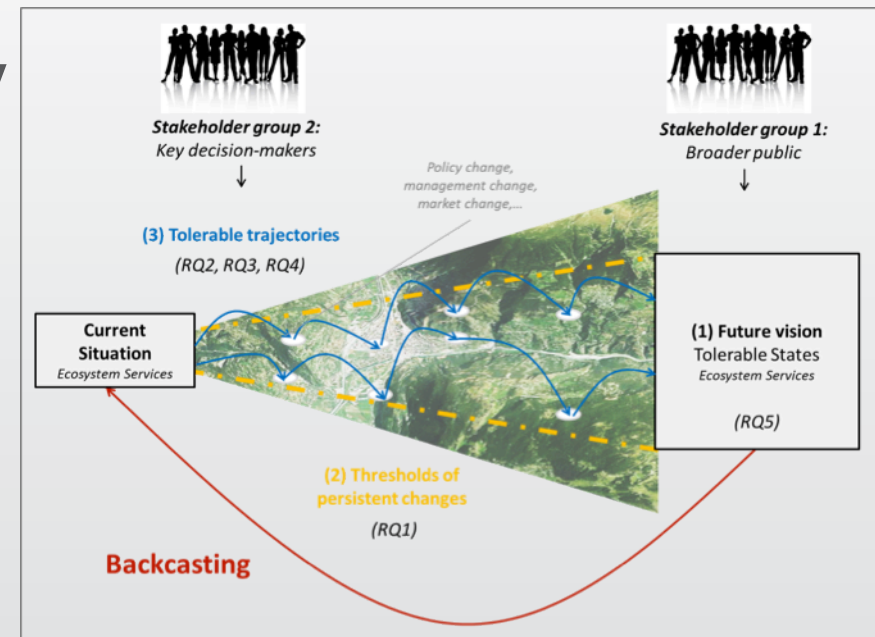 Stakeholder group 2:
Key decision-makers
Stakeholder group 1:
Broader public
Policy change,
management change,
market change,...
(3) Tolerable trajectories
(RQ2, RQ3, RQ4)
Current
Situation
Ecosystem Services
(1) Future vision
Tolerable States
Ecosystem Services
(RQ5)
(2) Thresholds of
persistent changes
(RQ1)
Backcasting